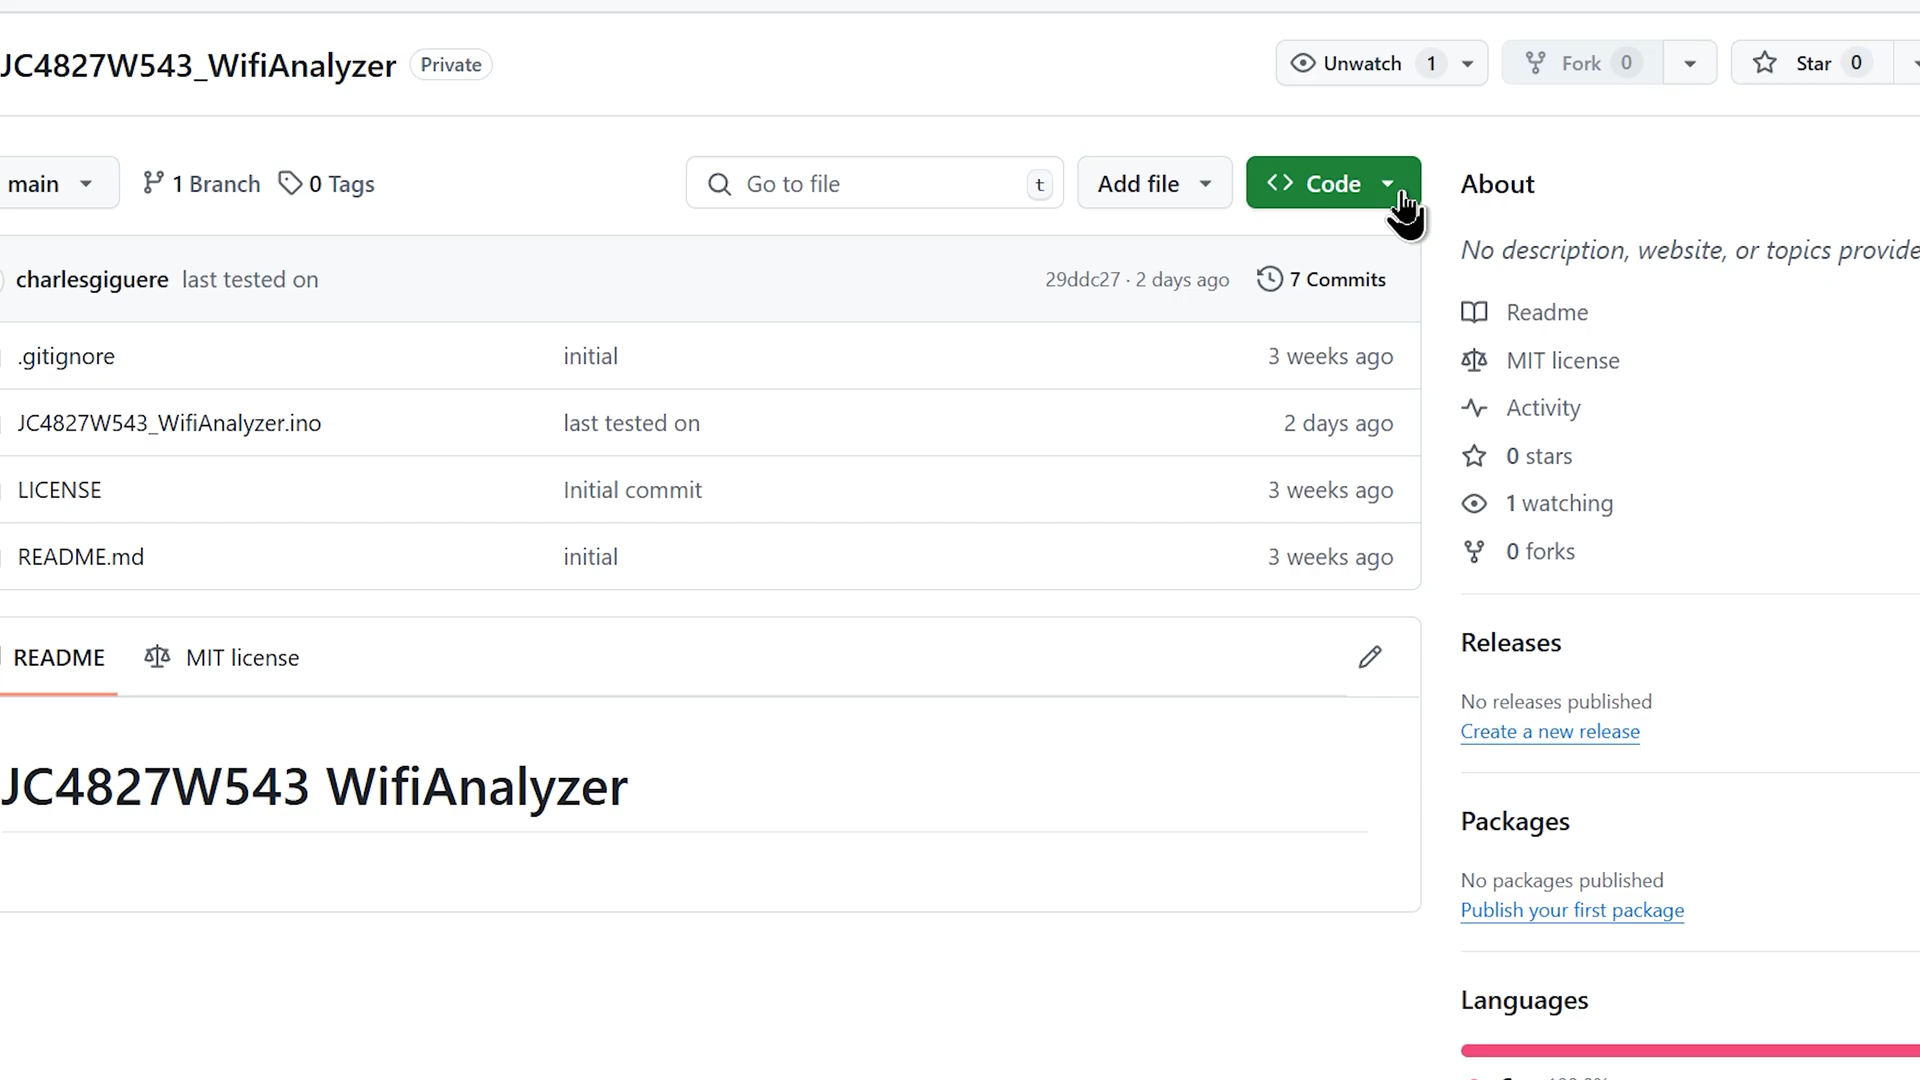 JC4827W543_WifiAnalyzer Private Unwatch 1 Fork 0 Star 0
main 1 Branch 0 Tags Go to file t Add file <> Code About
No description, website, or topics provide
charlesgiguere last tested on 29ddc27 · 2 days ago 7 Commits
Readme
.gitignore initial 3 weeks ago
MIT license
Activity
JC4827W543_WifiAnalyzer.ino last tested on 2 days ago
0 stars
LICENSE Initial commit 3 weeks ago
1 watching
README.md initial 3 weeks ago
0 forks
README MIT license
Releases
No releases published
Create a new release
JC4827W543 WifiAnalyzer
Packages
No packages published
Publish your first package
Languages